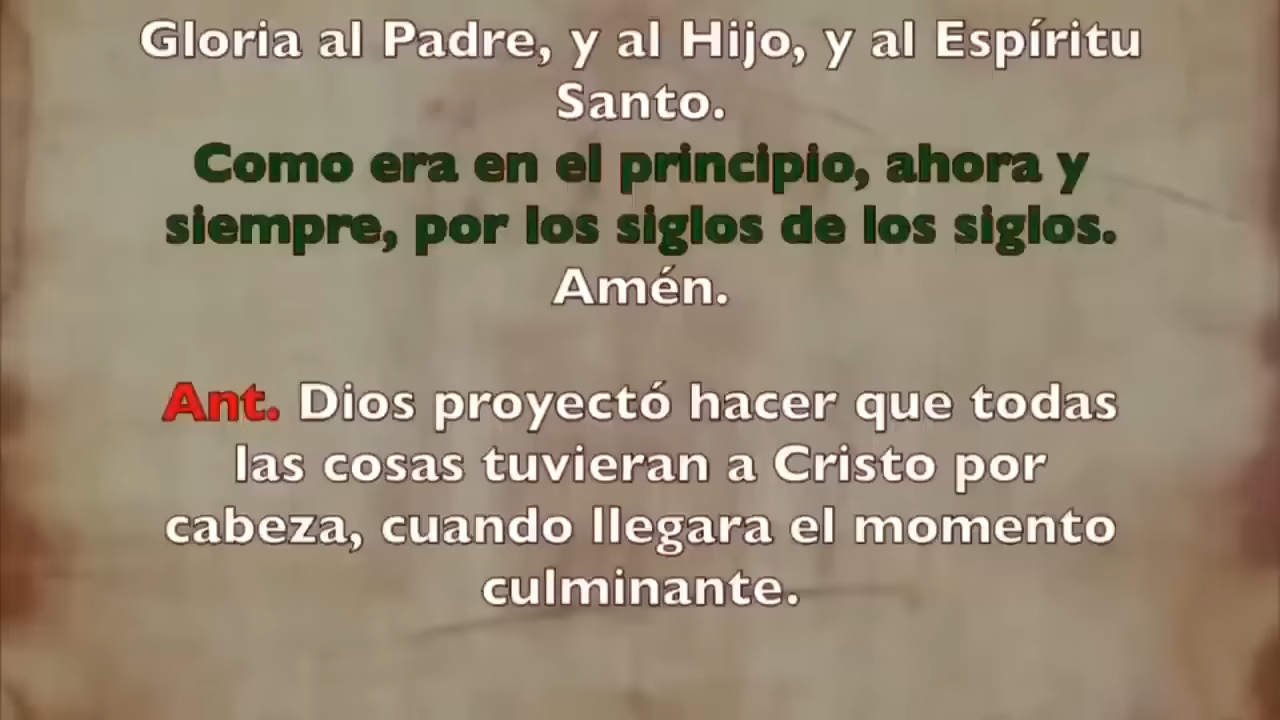 Gloria al Padre, y al Hijo, y al Espíritu
Santo.
Como era en el principio, ahora y
siempre, por los siglos de los siglos.
Amén.
Ant. Dios proyectó hacer que todas
las cosas tuvieran a Cristo por
cabeza, cuando llegara el momento
culminante.